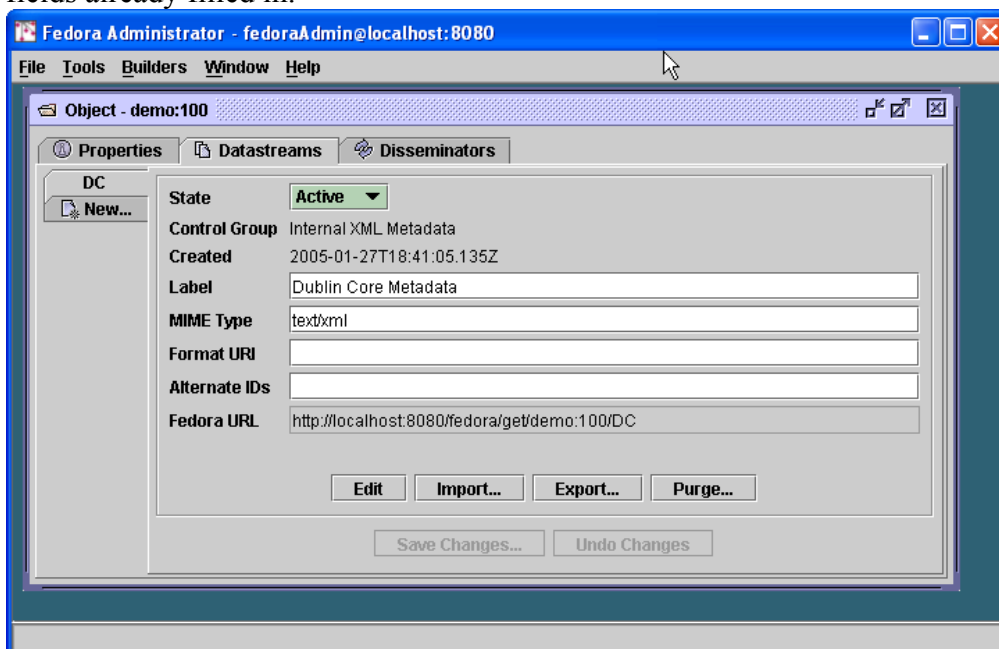 fields already filled in.
Fedora Administrator - fedoraAdmin@localhost:8080
File Tools Builders Window Help
Object - demo:100
Properties Datastreams Disseminators
DC
New...
State Active
Control Group Internal XML Metadata
Created 2005-01-27T18:41:05.135Z
Label Dublin Core Metadata
MIME Type text/xml
Format URI
Alternate IDs
Fedora URL http://localhost:8080/fedora/get/demo:100/DC
Edit Import... Export... Purge...
Save Changes... Undo Changes